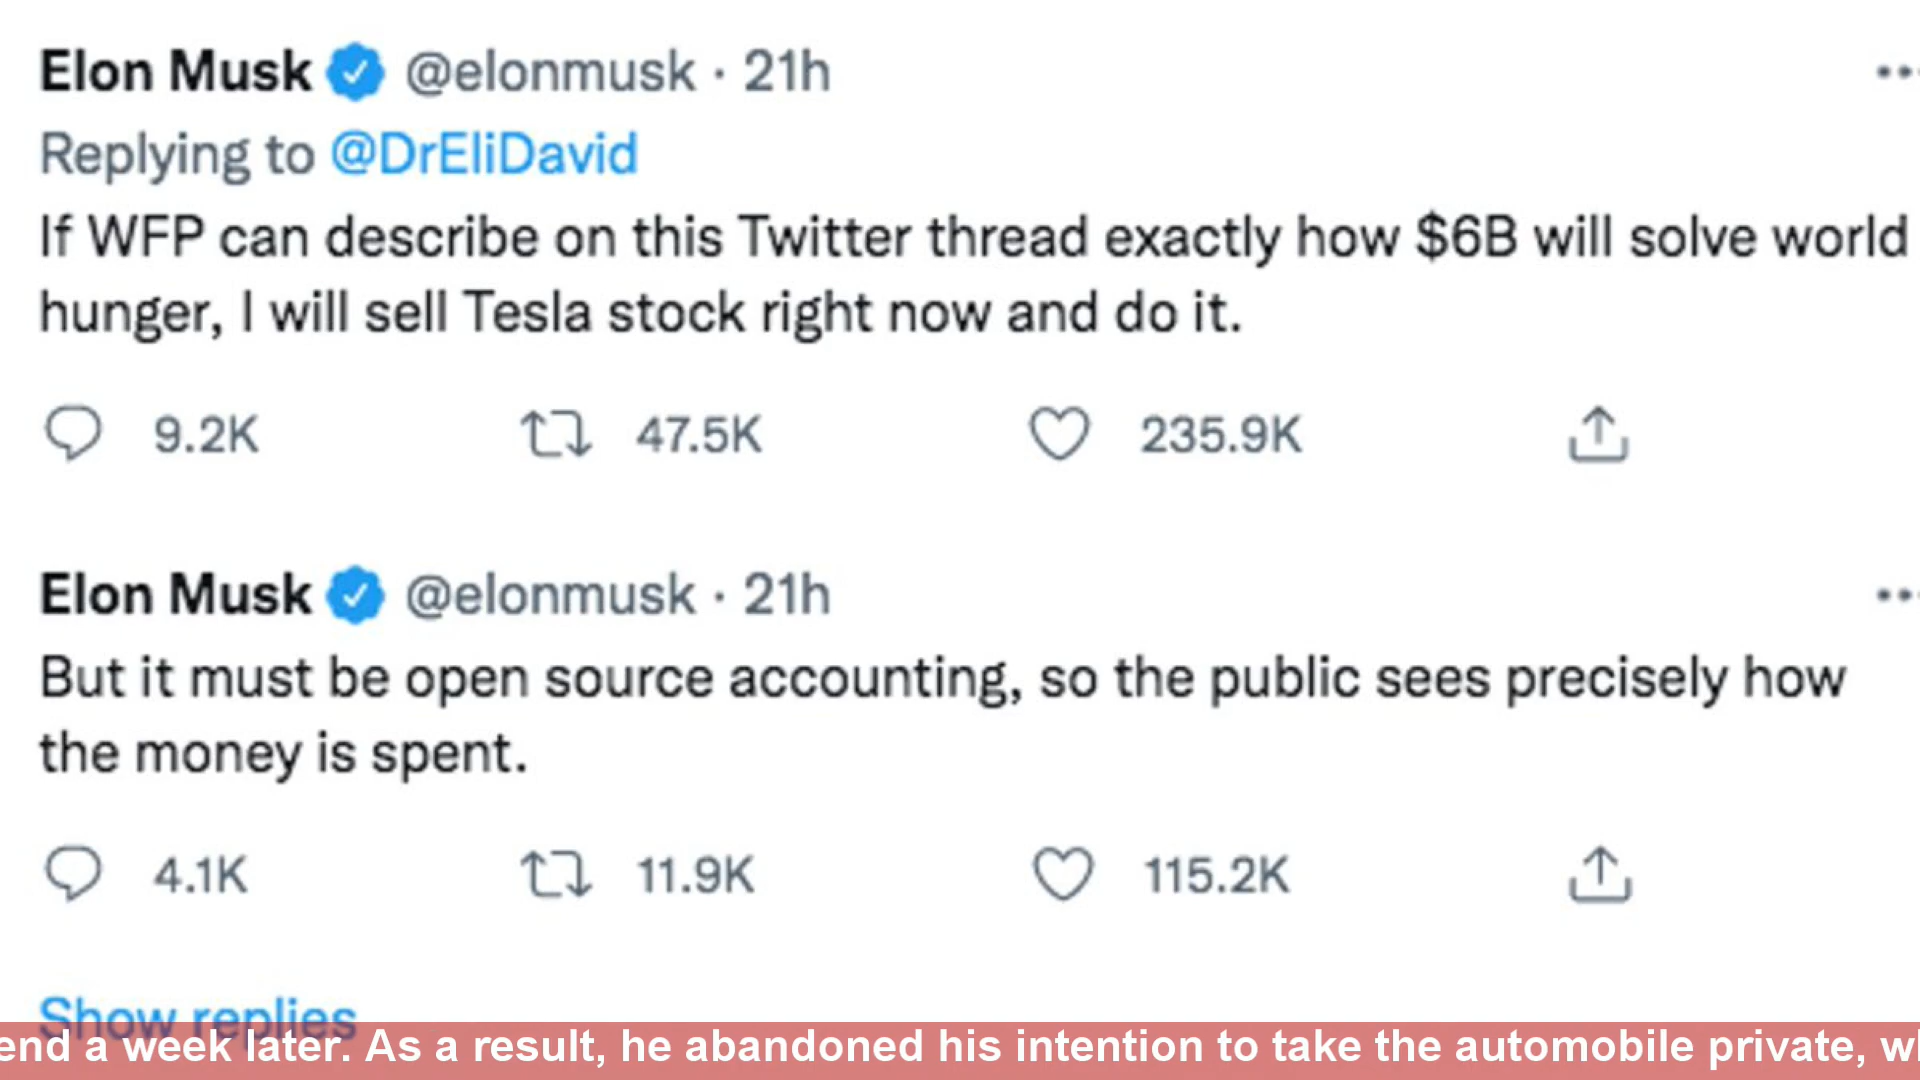 Elon Musk @elonmusk · 21h
Replying to @DrEliDavid
If WFP can describe on this Twitter thread exactly how $6B will solve world
hunger, I will sell Tesla stock right now and do it.
9.2K 47.5K 235.9K
Elon Musk @elonmusk · 21h
But it must be open source accounting, so the public sees precisely how
the money is spent.
4.1K 11.9K 115.2K
Show replies
end a week later. As a result, he abandoned his intention to take the automobile private,